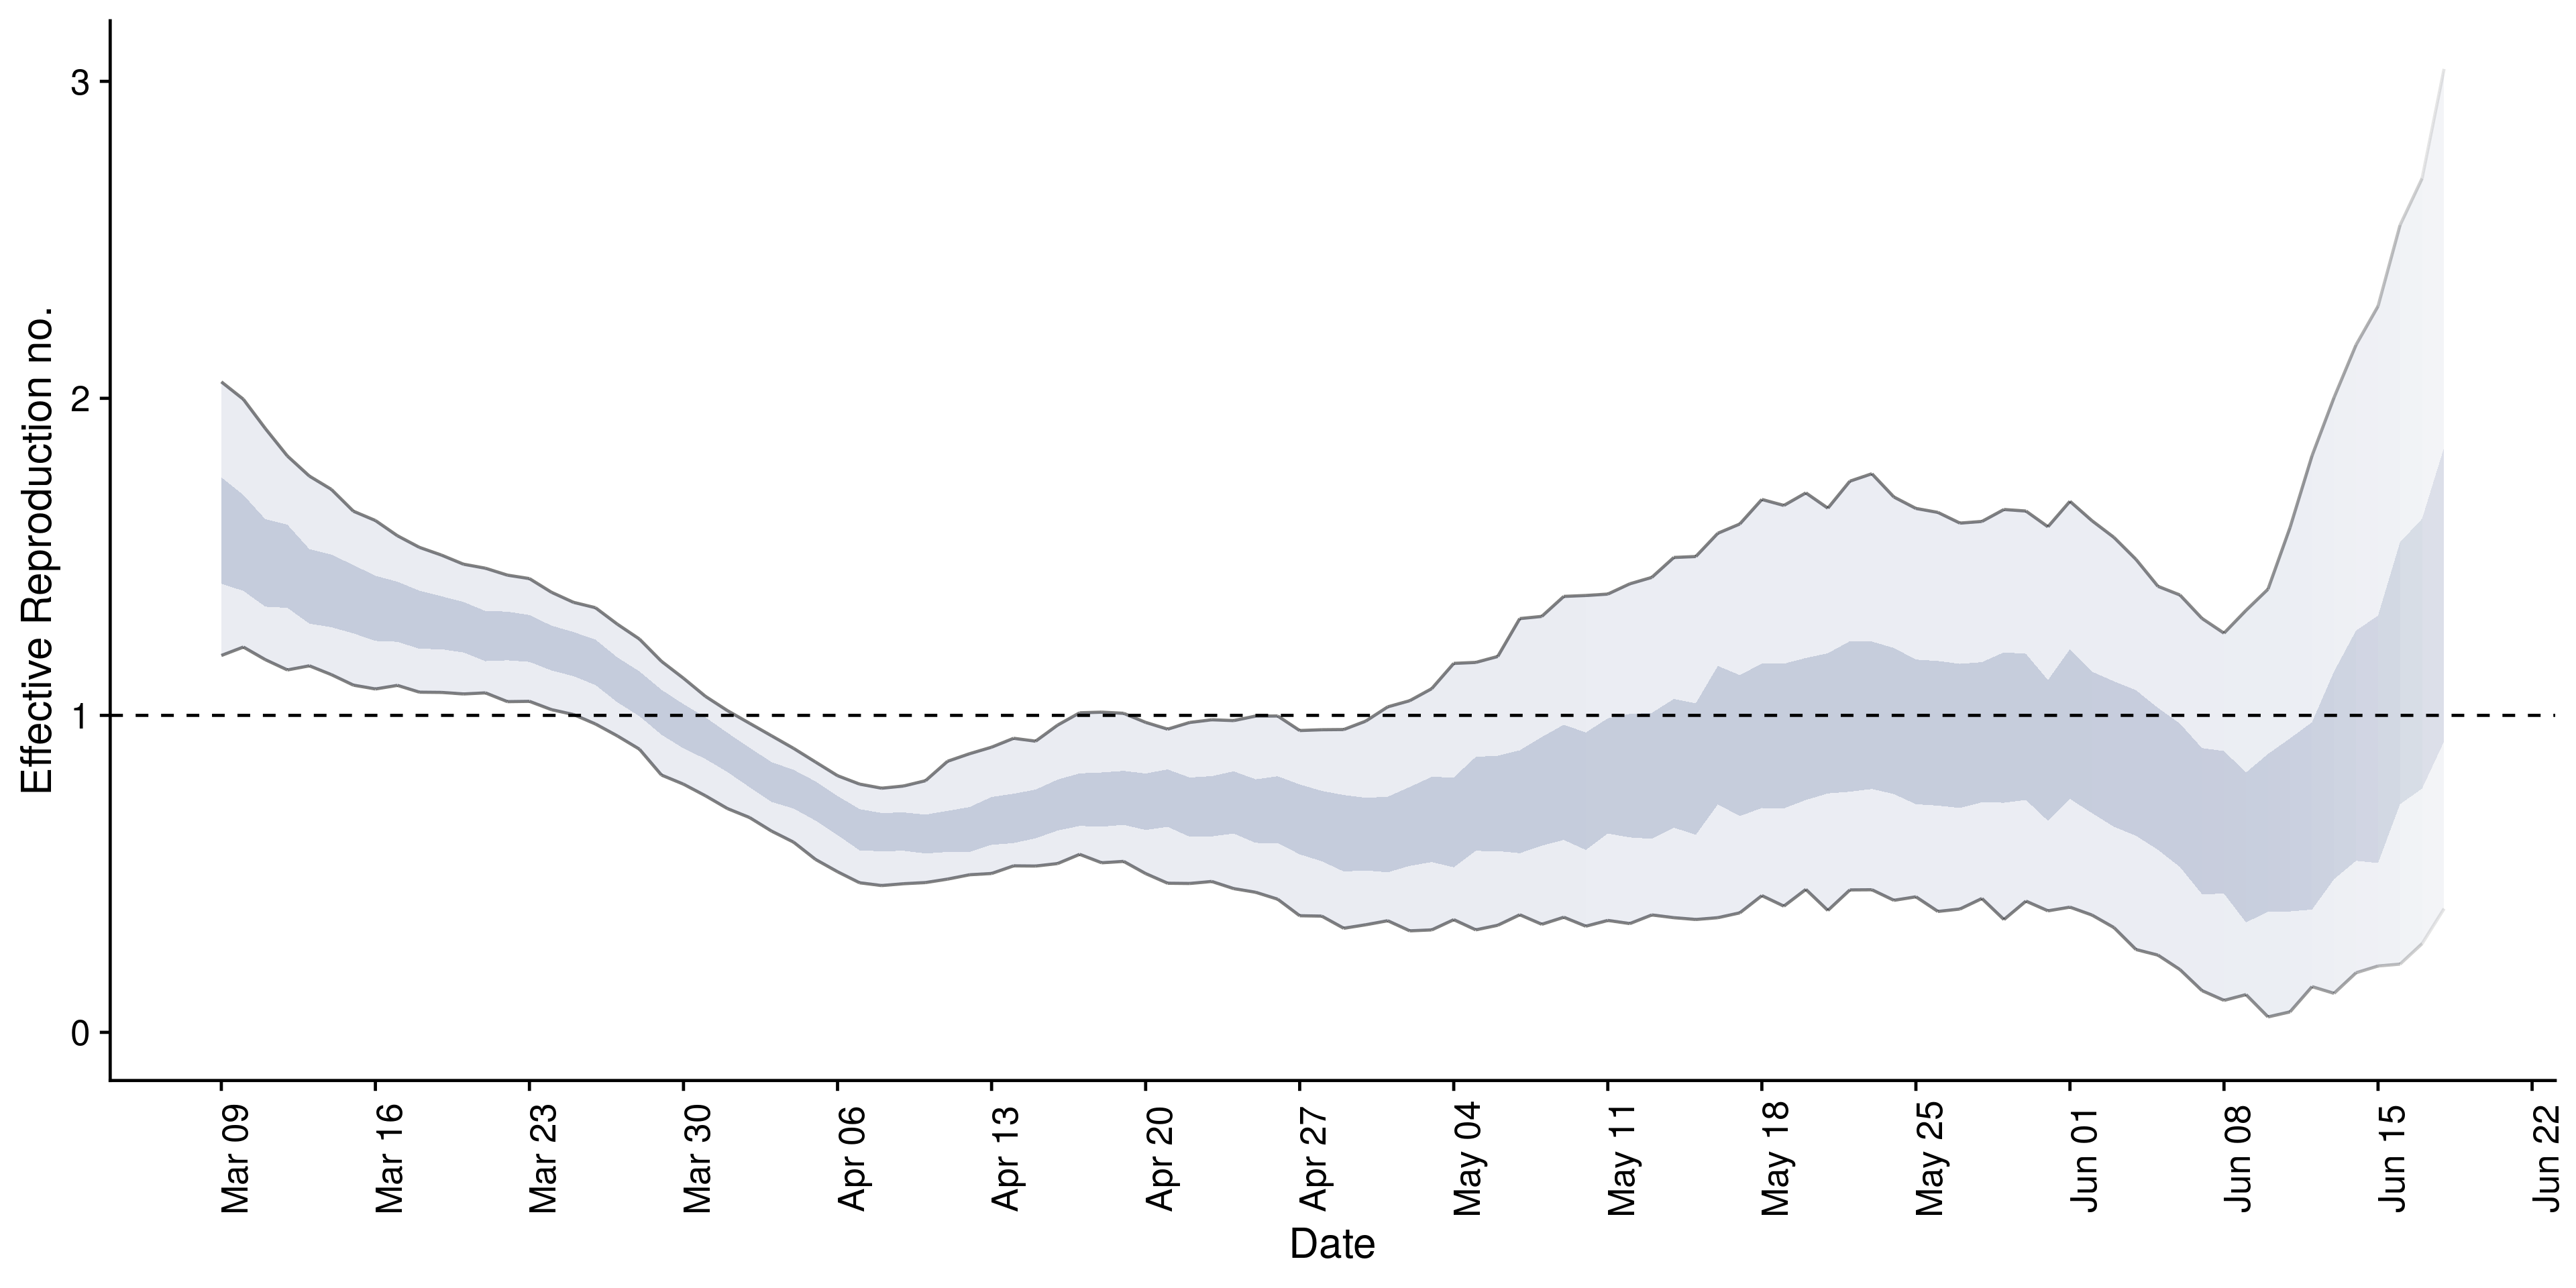 Effective Reproduction no.
3
2
1
0
Mar 09
Mar 16
Mar 23
Mar 30
Apr 06
Apr 13
Apr 20
Apr 27
May 04
May 11
May 18
May 25
Jun 01
Jun 08
Jun 15
Jun 22
Date